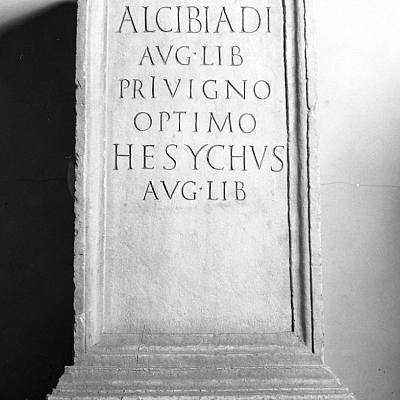 ALCIBIADI
AVG·LIB
PRIVIGNO
OPTIMO
HESYCHVS
AVG·LIB